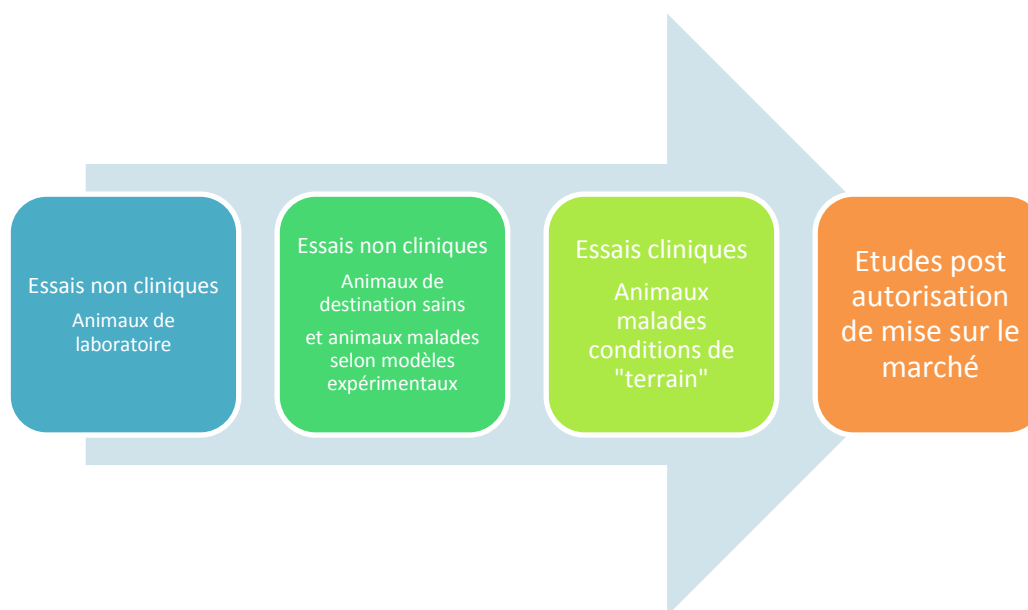 Essais non cliniques
Animaux de
laboratoire
Essais non cliniques
Animaux de
destination sains
et animaux malades
selon modèles
expérimentaux
Essais cliniques
Animaux
malades
conditions de
"terrain"
Etudes post
autorisation
de mise sur le
marché